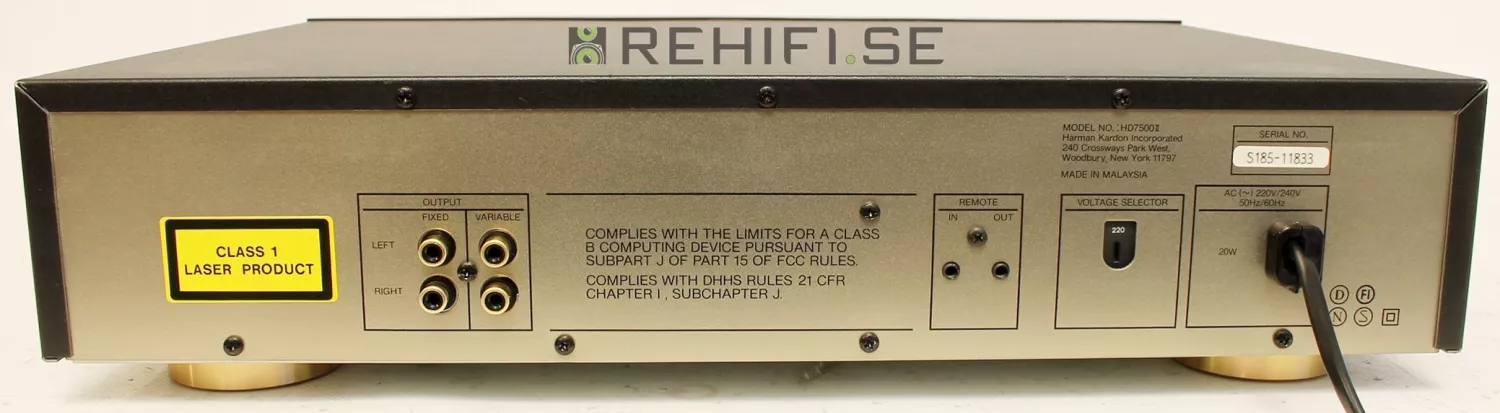 REHIFI.SE
MODEL NO. :HD7500II
Harman Kardon Incorporated
240 Crossways Park West,
Woodbury, New York 11797
MADE IN MALAYSIA
SERIAL NO.
S185-11833
CLASS 1
LASER PRODUCT
OUTPUT
FIXED VARIABLE
LEFT
RIGHT
COMPLIES WITH THE LIMITS FOR A CLASS
B COMPUTING DEVICE PURSUANT TO
SUBPART J OF PART 15 OF FCC RULES.
COMPLIES WITH DHHS RULES 21 CFR
CHAPTER I , SUBCHAPTER J.
REMOTE
IN OUT
VOLTAGE SELECTOR
220
AC (~) 220V/240V
50Hz/60Hz
20W
D FI
N S